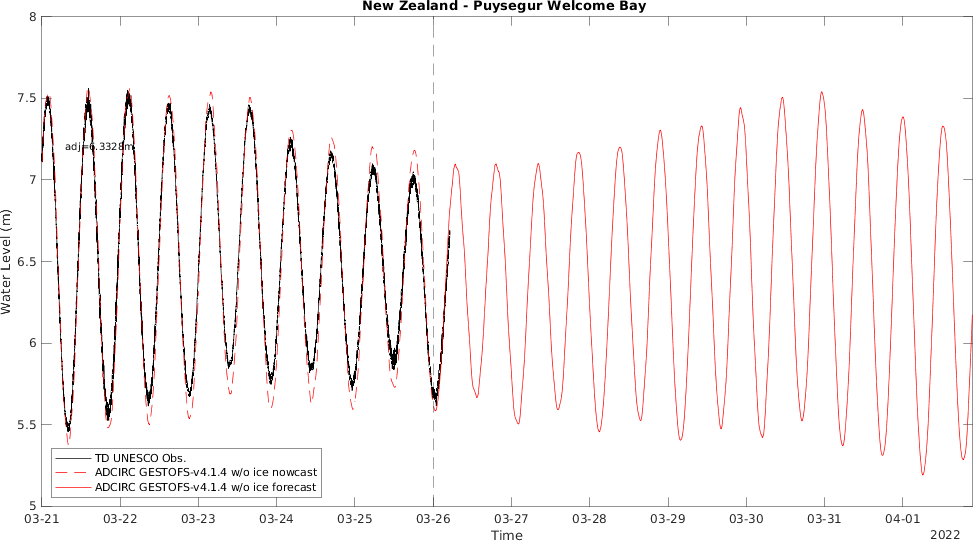 New Zealand - Puysegur Welcome Bay
8
7.5
adj=6.3328m
7
Water Level (m)
6.5
6
5.5
TD UNESCO Obs.
ADCIRC GESTOFS-v4.1.4 w/o ice nowcast
ADCIRC GESTOFS-v4.1.4 w/o ice forecast
5
03-21 03-22 03-23 03-24 03-25 03-26 03-27 03-28 03-29 03-30 03-31 04-01
Time
2022